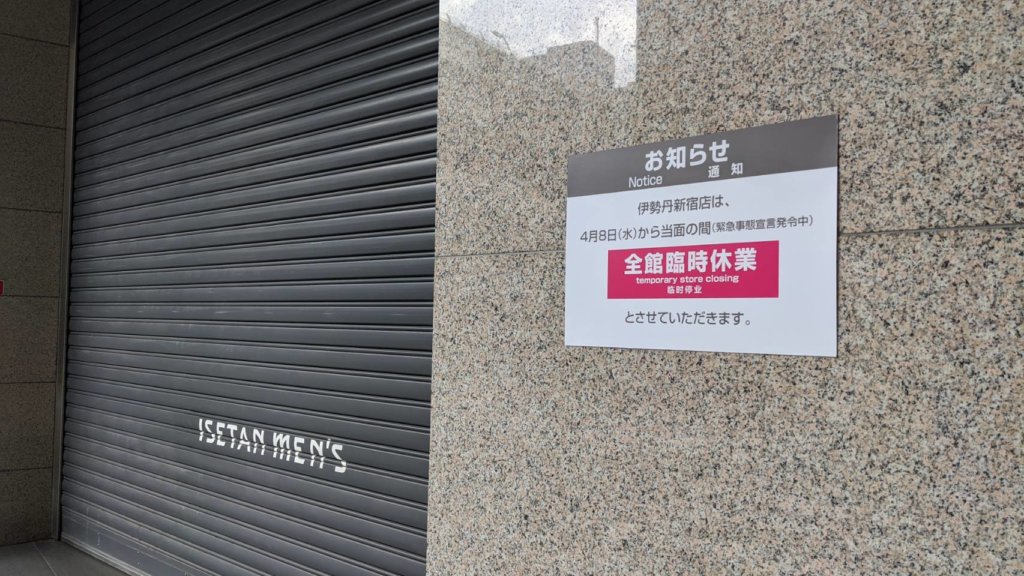 お知らせ
Notice 通知
伊勢丹新宿店は、
4月8日(水)から当面の間(緊急事態宣言発令中)
全館臨時休業
temporary store closing
临时停业
とさせていただきます。
ISETAN MEN'S